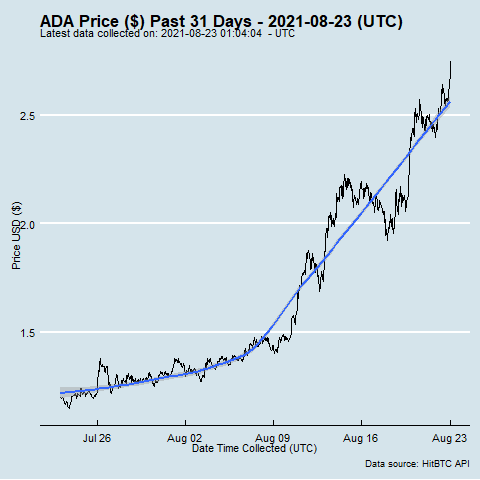 ADA Price ($) Past 31 Days - 2021-08-23 (UTC)
Latest data collected on: 2021-08-23 01:04:04 - UTC
2.5
2.0
1.5
Price USD ($)
Jul 26 Aug 02 Aug 09 Aug 16 Aug 23
Date Time Collected (UTC)
Data source: HitBTC API